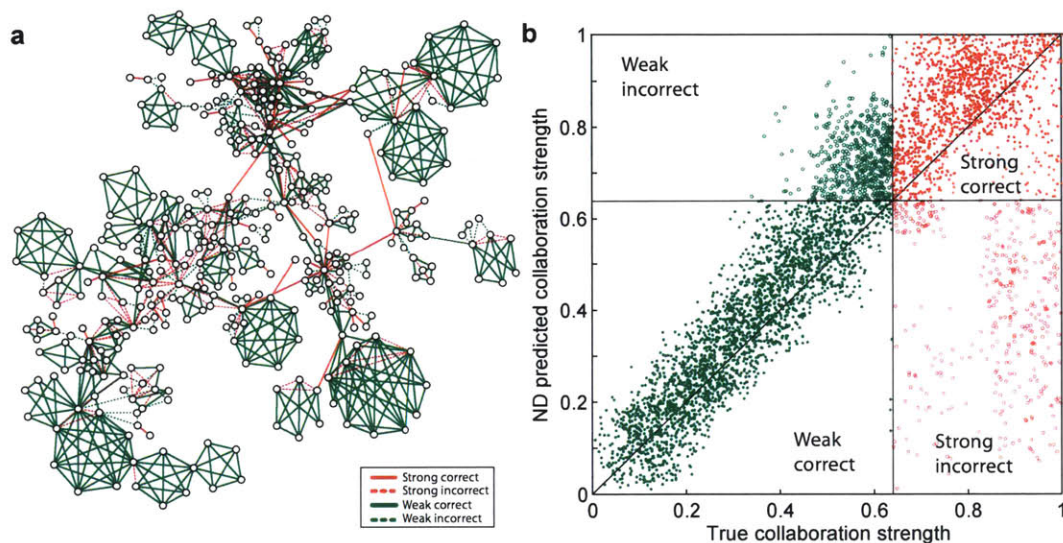 a
Strong correct
Strong incorrect
Weak correct
Weak incorrect
b
ND predicted collaboration strength
1
0.8
0.6
0.4
0.2
0
Weak
incorrect
Strong
correct
Weak
correct
Strong
incorrect
0
0.2
0.4
0.6
0.8
1
True collaboration strength